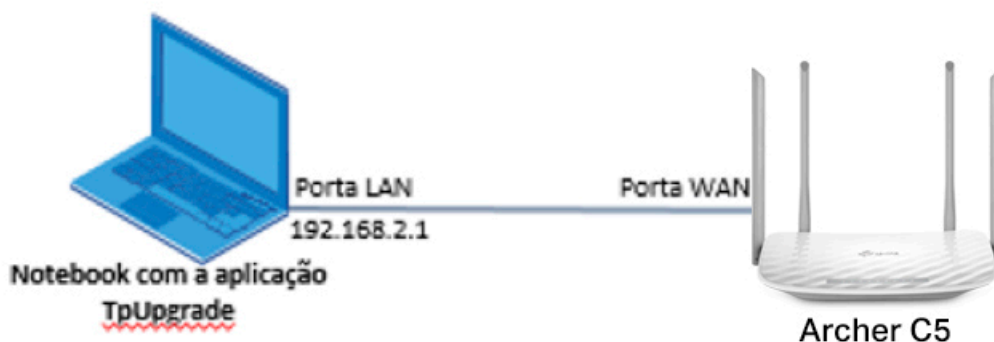 Porta LAN
Porta WAN
192.168.2.1
Notebook com a aplicação
TpUpgrade
Archer C5